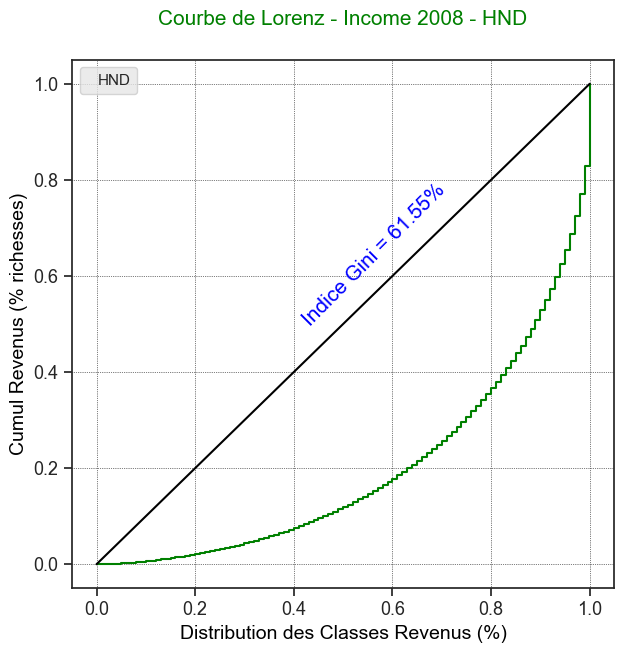 Courbe de Lorenz - Income 2008 - HND
HND
1.0
0.8
0.6
0.4
0.2
0.0
Cumul Revenus (% richesses)
Indice Gini = 61.55%
0.0 0.2 0.4 0.6 0.8 1.0
Distribution des Classes Revenus (%)